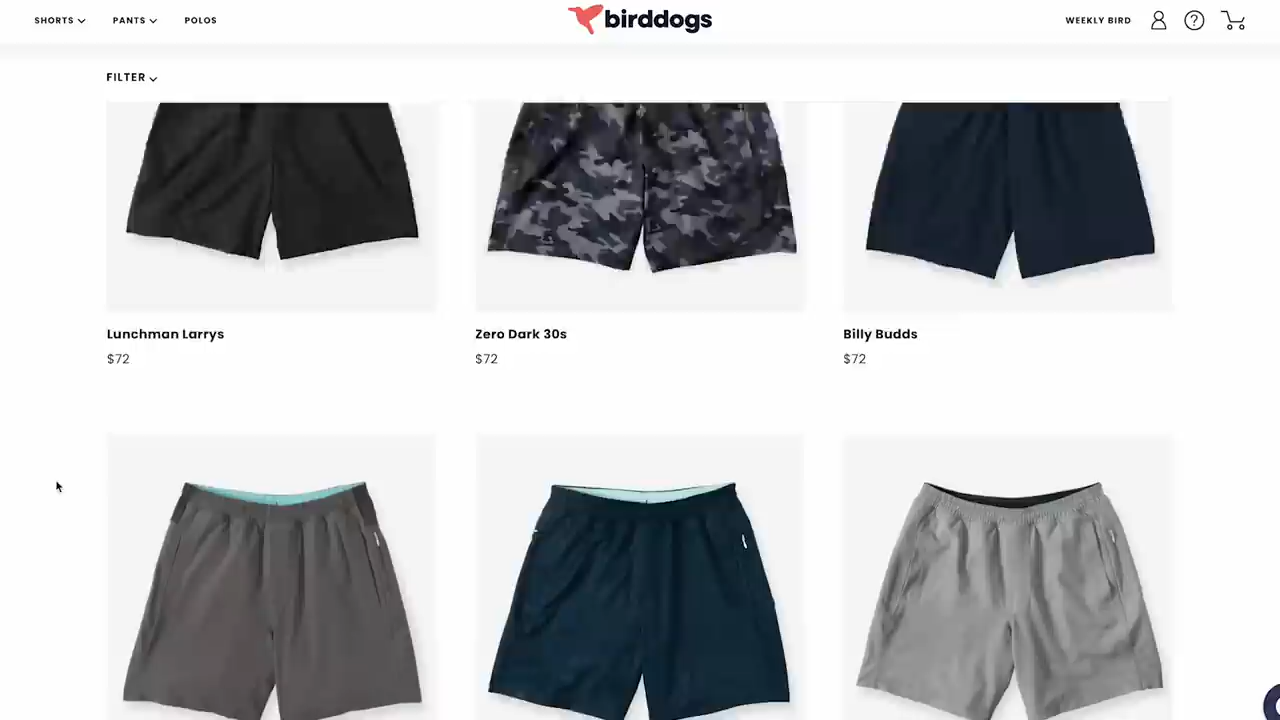 SHORTS PANTS POLOS birddogs WEEKLY BIRD
FILTER
Lunchman Larrys Zero Dark 30s Billy Budds
$72 $72 $72